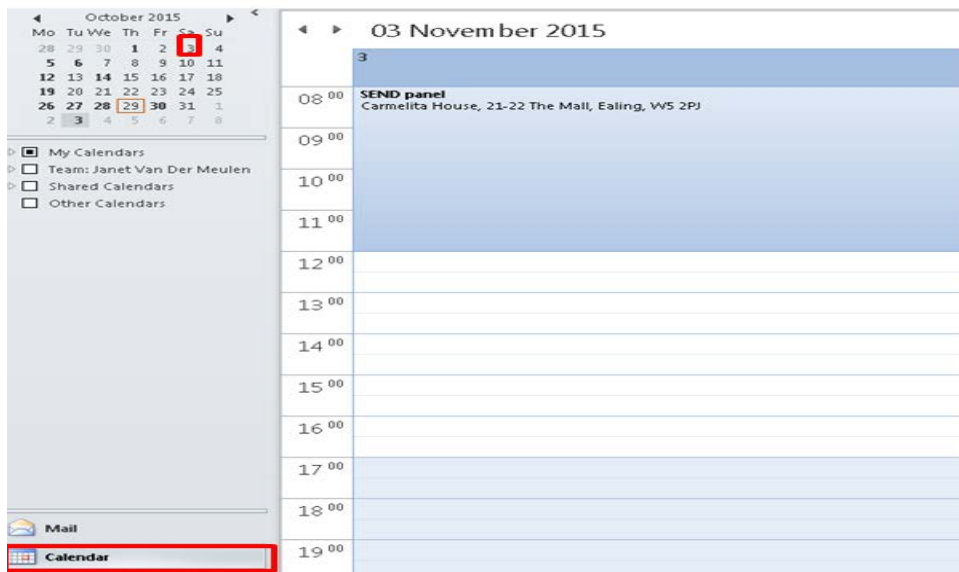 October 2015
Mo Tu We Th Fr Sa Su
28 29 30 1 2 3 4
5 6 7 8 9 10 11
12 13 14 15 16 17 18
19 20 21 22 23 24 25
26 27 28 29 30 31 1
2 3 4 5 6 7 8
My Calendars
Team: Janet Van Der Meulen
Shared Calendars
Other Calendars
Mail
Calendar
03 November 2015
3
08 00
SEND panel
Carmelita House, 21-22 The Mall, Ealing, W5 2PJ
09 00
10 00
11 00
12 00
13 00
14 00
15 00
16 00
17 00
18 00
19 00